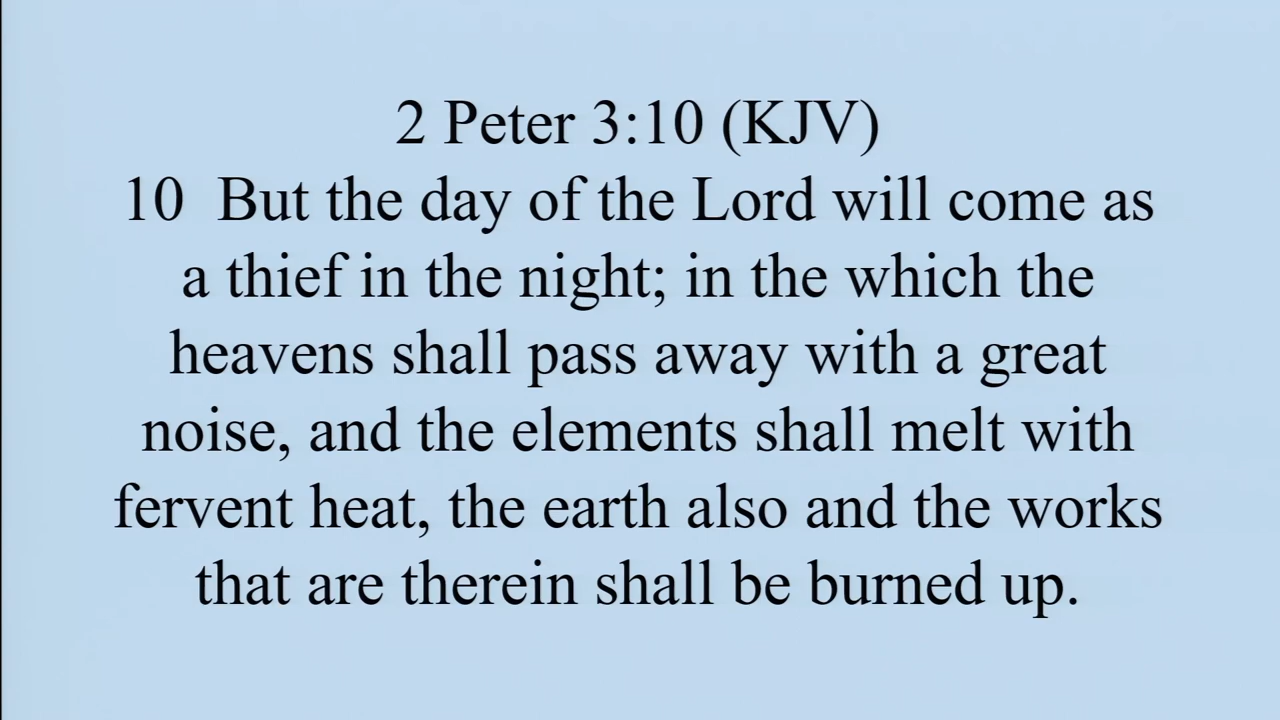 2 Peter 3:10 (KJV)
10  But the day of the Lord will come as
a thief in the night; in the which the
heavens shall pass away with a great
noise, and the elements shall melt with
fervent heat, the earth also and the works
that are therein shall be burned up.